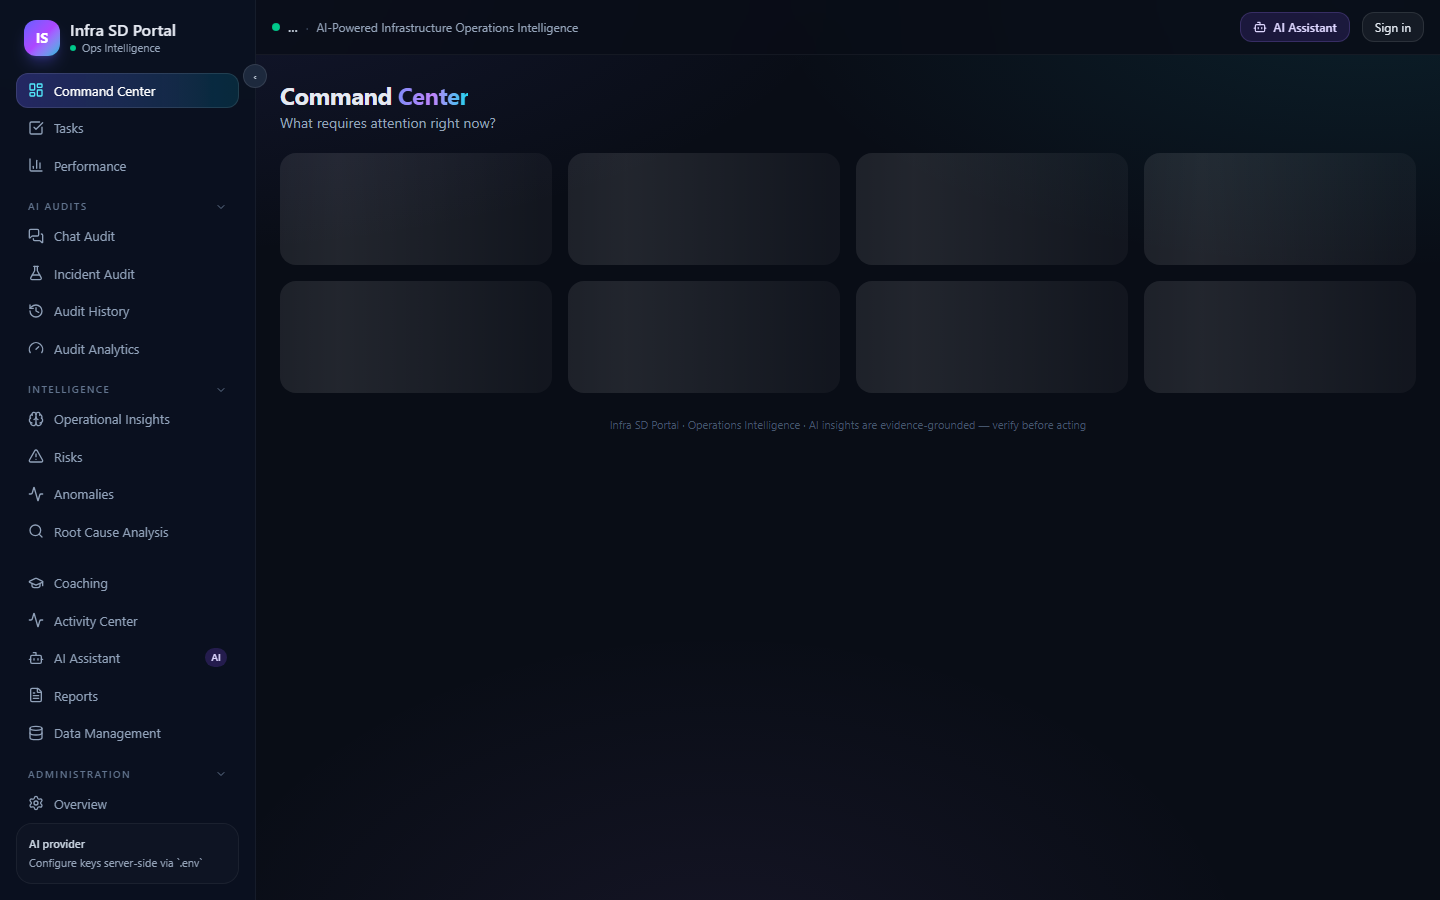 IS
Infra SD Portal
Ops Intelligence
Command Center
Tasks
Performance
AI AUDITS
Chat Audit
Incident Audit
Audit History
Audit Analytics
INTELLIGENCE
Operational Insights
Risks
Anomalies
Root Cause Analysis
Coaching
Activity Center
AI Assistant AI
Reports
Data Management
ADMINISTRATION
Overview
AI provider
Configure keys server-side via `.env`
... · AI-Powered Infrastructure Operations Intelligence
AI Assistant
Sign in
Command Center
What requires attention right now?
Infra SD Portal · Operations Intelligence · AI insights are evidence-grounded — verify before acting